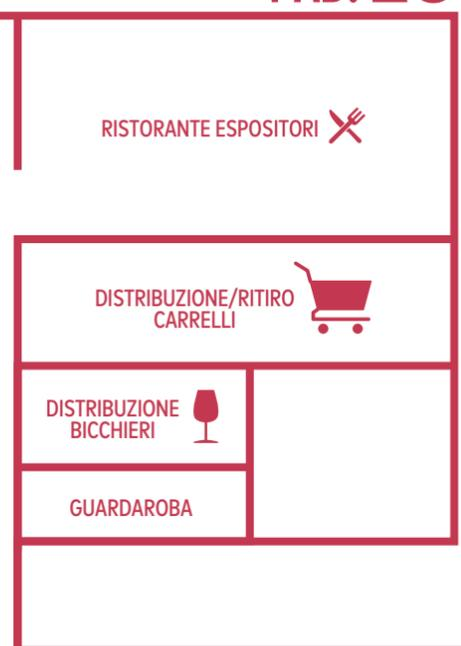 RISTORANTE ESPOSITORI
DISTRIBUZIONE/RITIRO
CARRELLI
DISTRIBUZIONE
BICCHIERI
GUARDAROBA